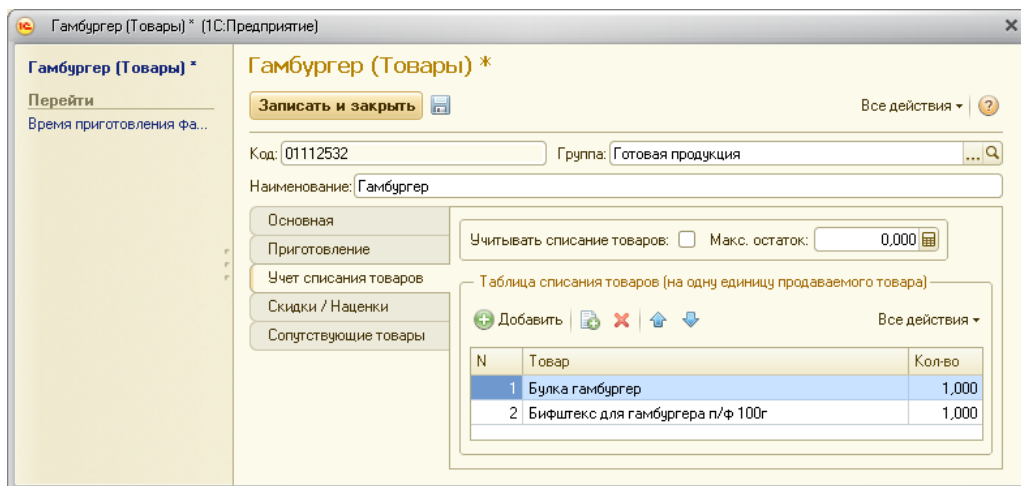 Гамбургер (Товары) * (1С:Предприятие)
Гамбургер (Товары) *
Перейти
Время приготовления фа...
Гамбургер (Товары) *
Записать и закрыть
Все действия
Код: 01112532 Группа: Готовая продукция ...
Наименование: Гамбургер
Основная
Приготовление
Учет списания товаров
Скидки / Наценки
Сопутствующие товары
Учитывать списание товаров: Макс. остаток: 0,000
Таблица списания товаров (на одну единицу продаваемого товара)
Добавить Все действия
N Товар Кол-во
1 Булка гамбургер 1,000
2 Бифштекс для гамбургера п/ф 100г 1,000